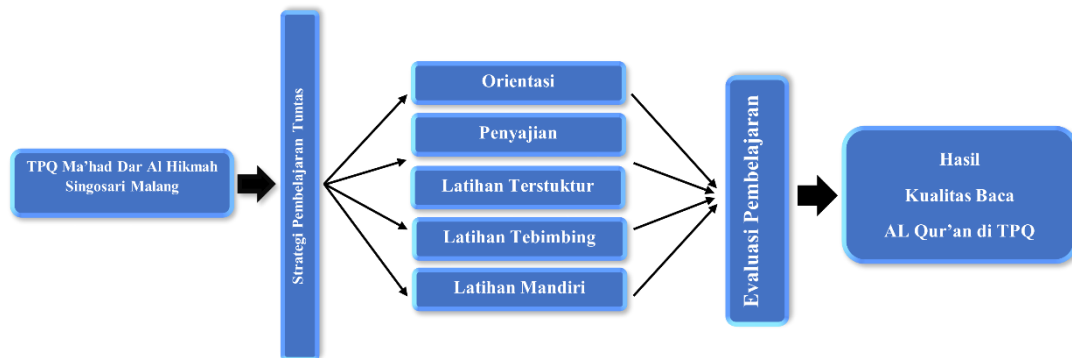 TPQ Ma'had Dar Al Hikmah
Singosari Malang
Strategi Pembelajaran Tuntas
Orientasi
Penyajian
Latihan Terstuktur
Latihan Tebimbing
Latihan Mandiri
Evaluasi Pembelajaran
Hasil
Kualitas Baca
AL Qur'an di TPQ